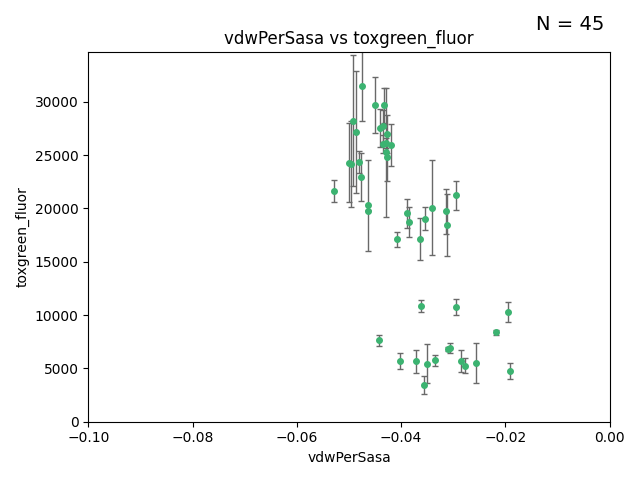 N = 45
vdwPerSasa vs toxgreen_fluor
30000
25000
20000
15000
10000
5000
0
toxgreen_fluor
−0.10 −0.08 −0.06 −0.04 −0.02 0.00
vdwPerSasa